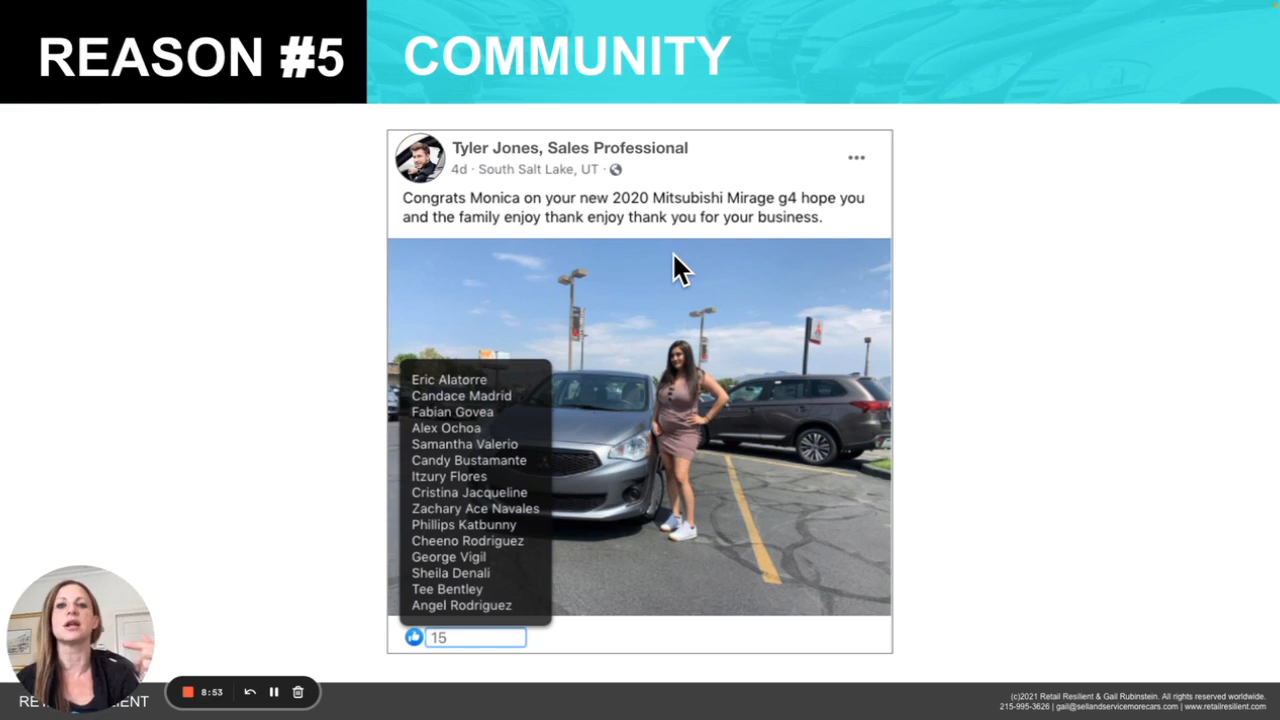 REASON #5
COMMUNITY
Tyler Jones, Sales Professional
4d · South Salt Lake, UT ·
Congrats Monica on your new 2020 Mitsubishi Mirage g4 hope you
and the family enjoy thank enjoy thank you for your business.
Eric Alatorre
Candace Madrid
Fabian Govea
Alex Ochoa
Samantha Valerio
Candy Bustamante
Itzury Flores
Cristina Jacqueline
Zachary Ace Navales
Phillips Katbunny
Cheeno Rodriguez
George Vigil
Sheila Denali
Tee Bentley
Angel Rodriguez
15
8:53
(c)2021 Retail Resilient & Gail Rubinstein. All rights reserved worldwide.
215-995-3626 | gail@sellandservicemorecars.com | www.retailresilient.com